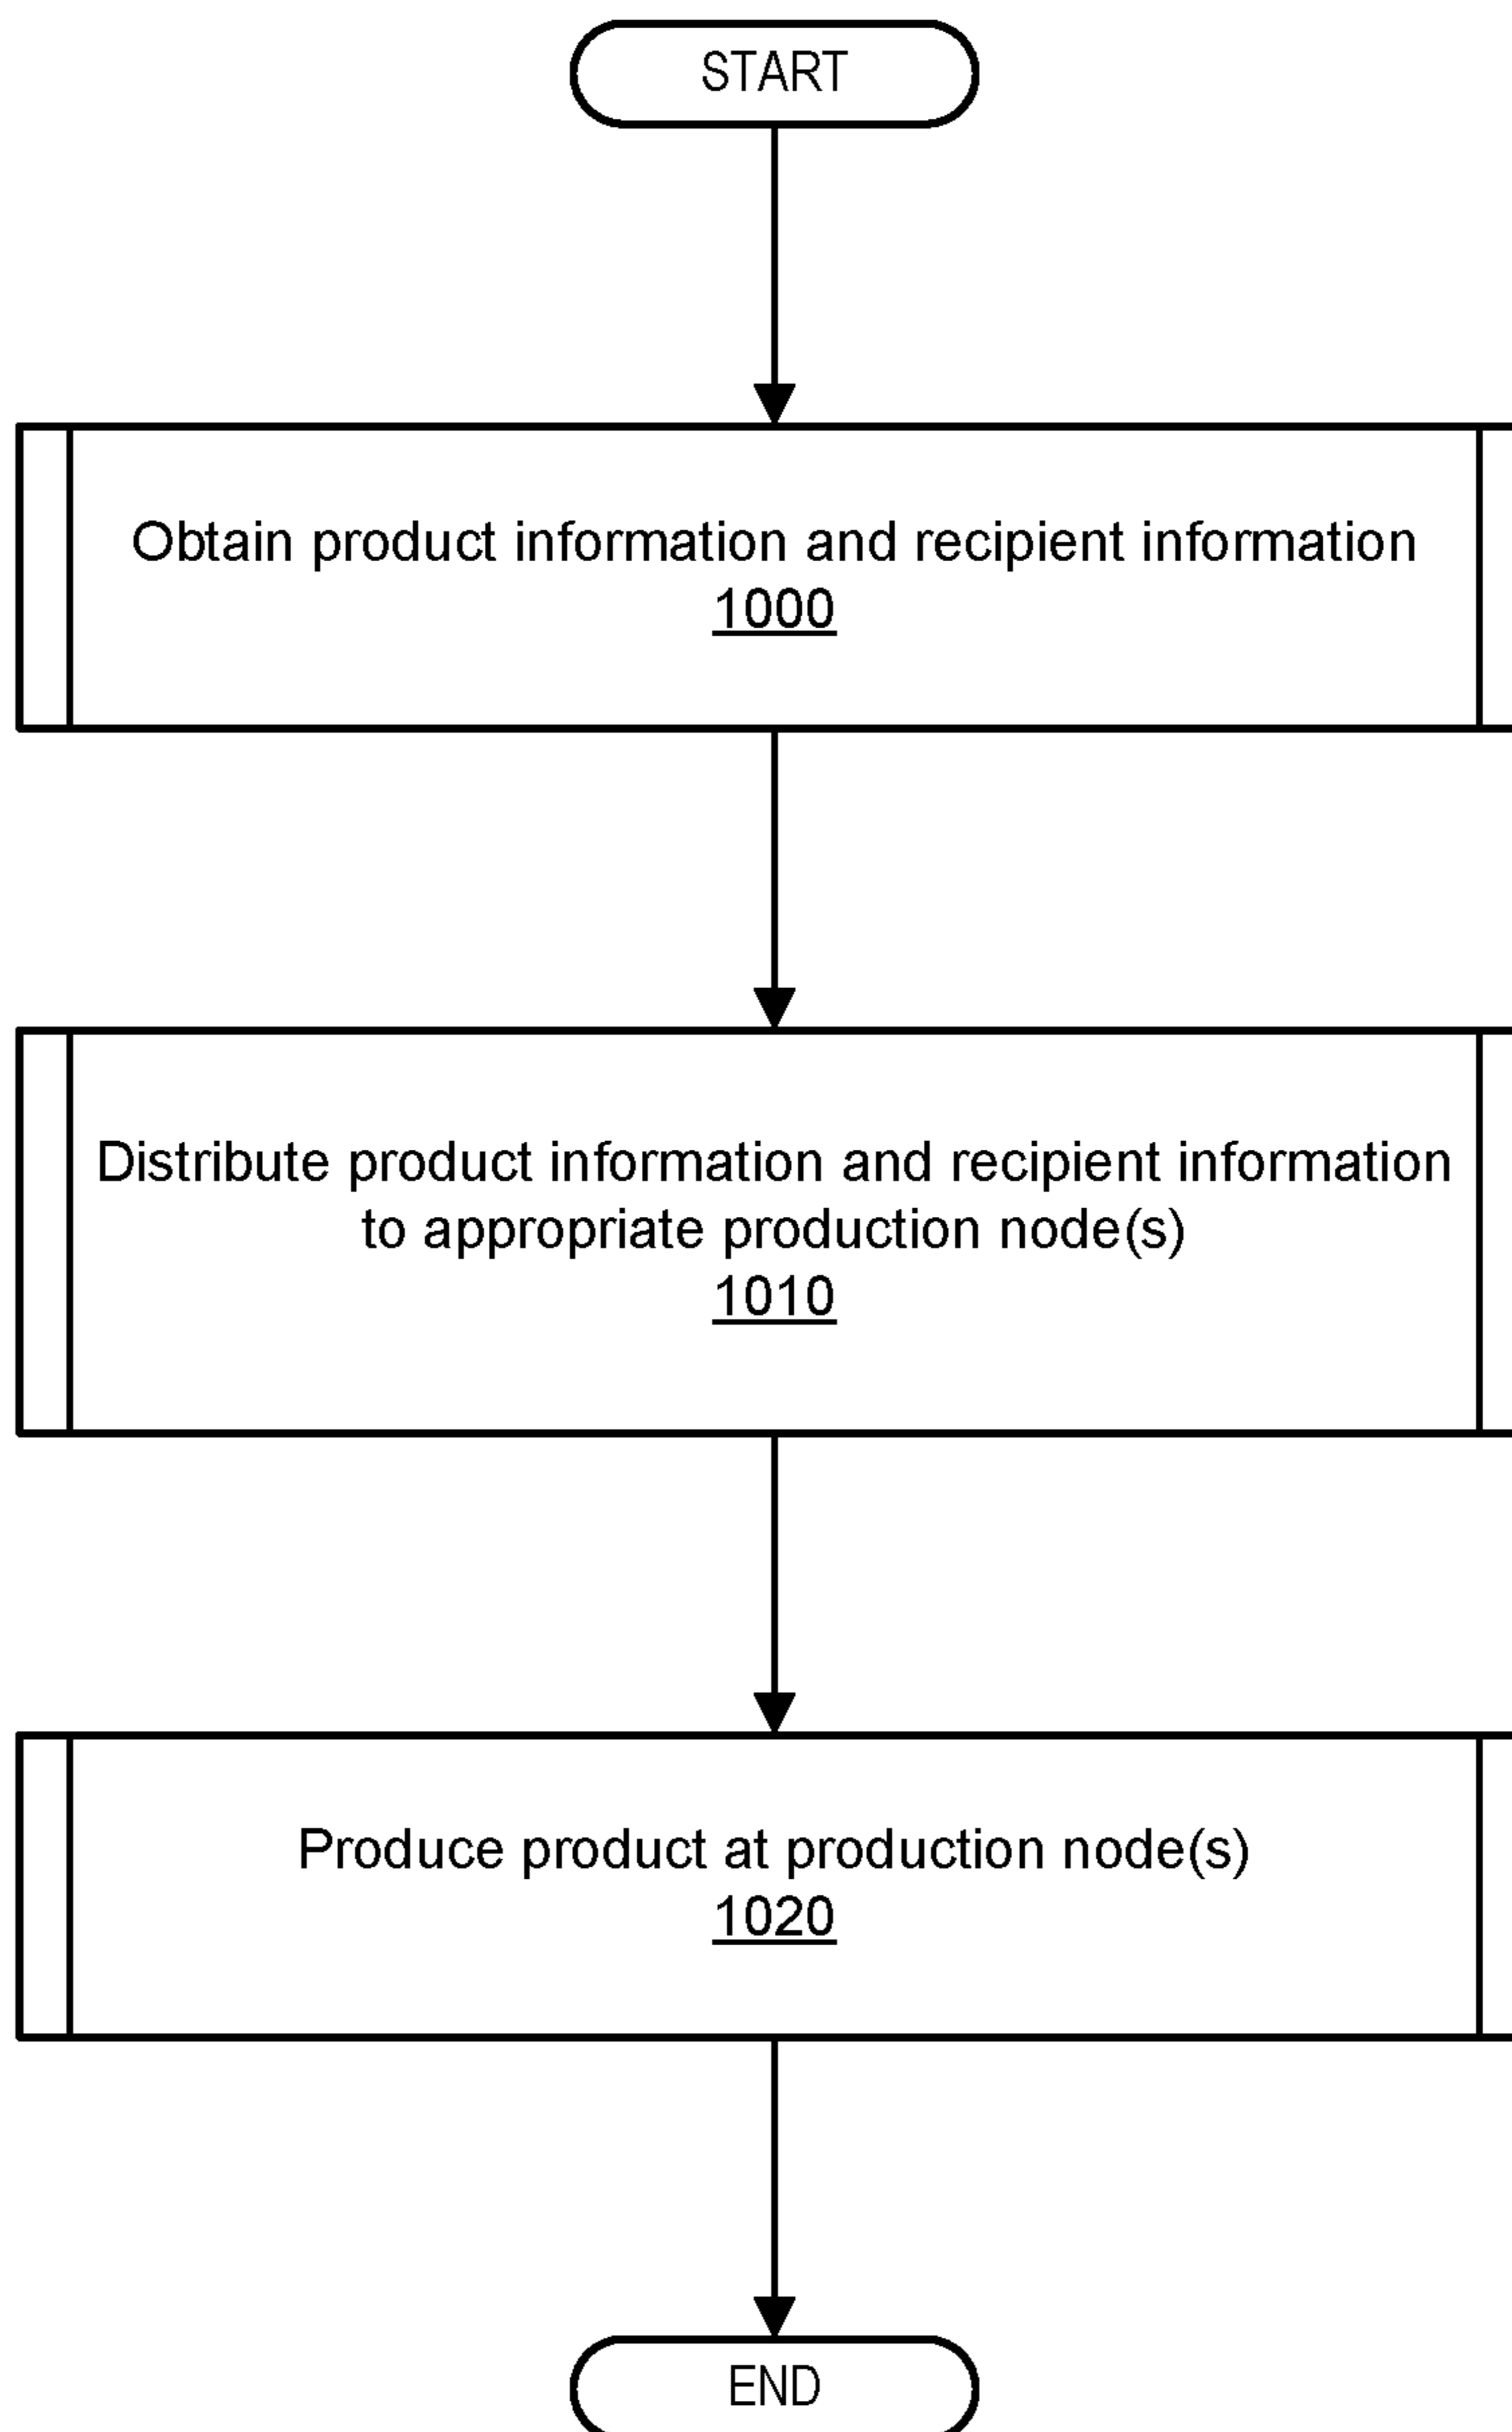 START
Obtain product information and recipient information
1000
Distribute product information and recipient information
to appropriate production node(s)
1010
Produce product at production node(s)
1020
END